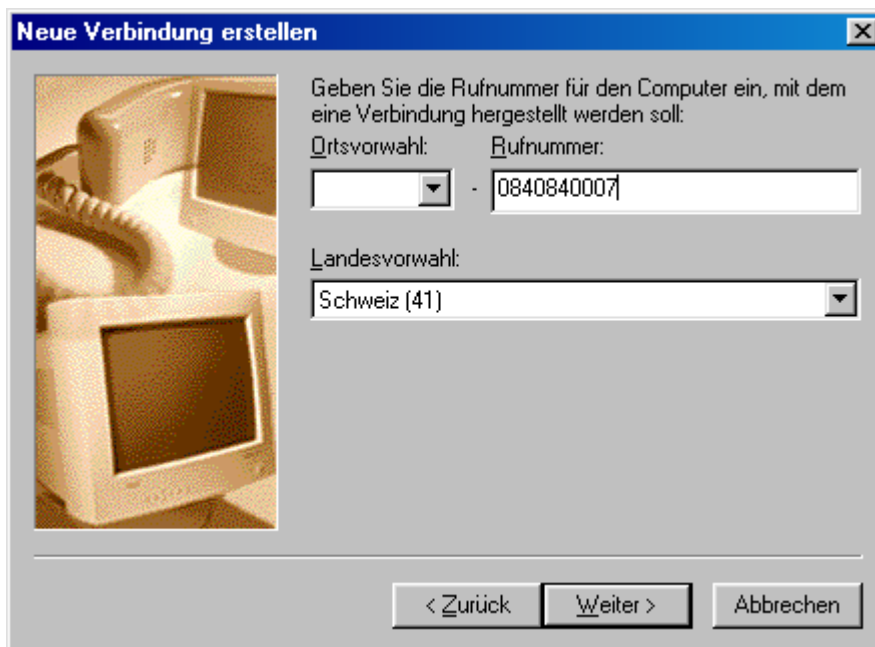 Neue Verbindung erstellen
Geben Sie die Rufnummer für den Computer ein, mit dem
eine Verbindung hergestellt werden soll:
Ortsvorwahl: Rufnummer:
- 0840840007
Landesvorwahl:
Schweiz (41)
< Zurück Weiter > Abbrechen